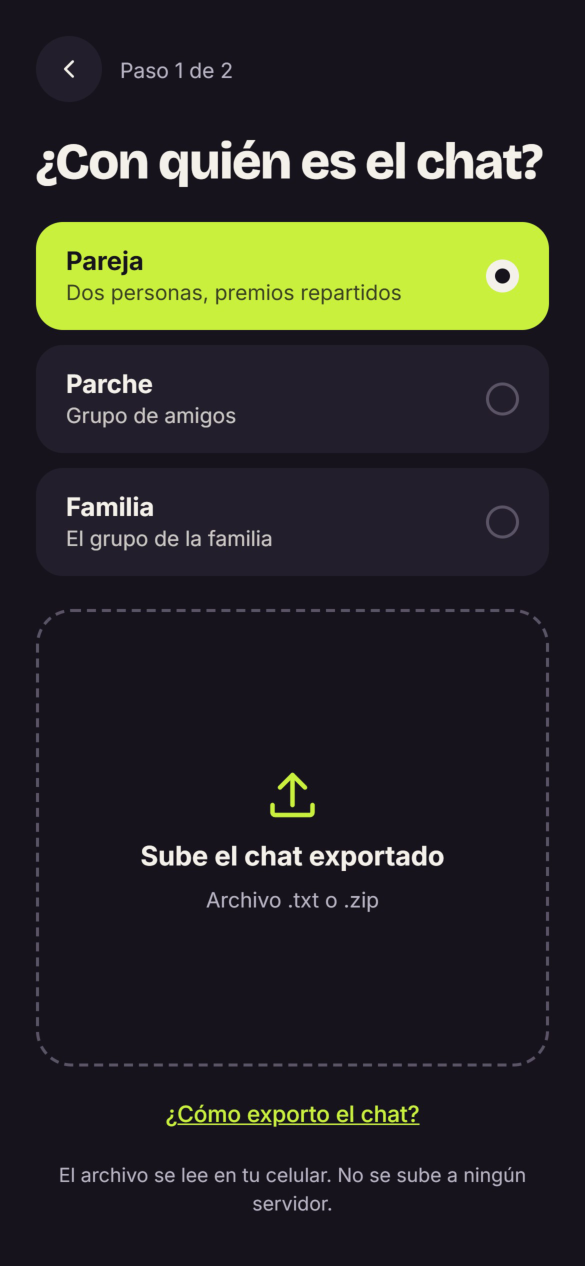 Paso 1 de 2
¿Con quién es el chat?
Pareja
Dos personas, premios repartidos
Parche
Grupo de amigos
Familia
El grupo de la familia
Sube el chat exportado
Archivo .txt o .zip
¿Cómo exporto el chat?
El archivo se lee en tu celular. No se sube a ningún
servidor.